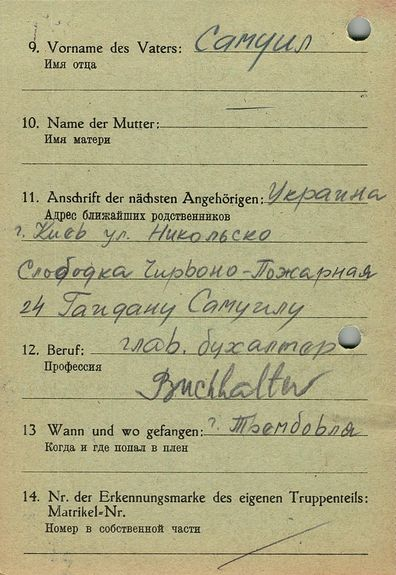 9. Vorname des Vaters: Самуил
Имя отца
10. Name der Mutter:
Имя матери
11. Anschrift der nächsten Angehörigen: Украина
Адрес ближайших родственников
г. Киев ул. Никольско
Слободка Чирвоно-Пожарная
24 Гайдану Самуилу
12. Beruf: глав. бухалтер
Профессия
Buchhalter
13 Wann und wo gefangen: г. Трембовля
Когда и где попал в плен
14. Nr. der Erkennungsmarke des eigenen Truppenteils:
Matrikel-Nr.
Номер в собственной части